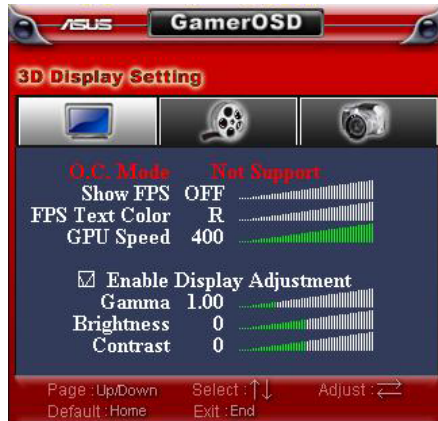 ASUS GamerOSD
3D Display Setting
O.C. Mode Not Support
Show FPS OFF
FPS Text Color R
GPU Speed 400
Enable Display Adjustment
Gamma 1.00
Brightness 0
Contrast 0
Page : Up/Down Select : ↑↓ Adjust : ⇄
Default : Home Exit : End